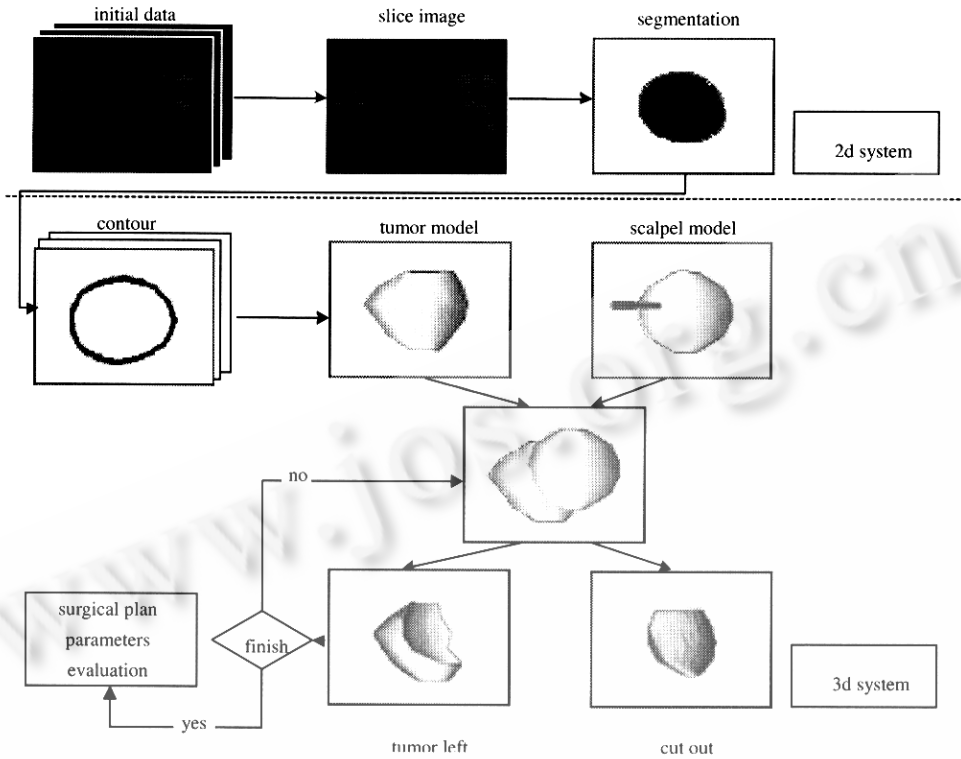 initial data
slice image
segmentation
2d system
contour
tumor model
scalpel model
no
surgical plan
parameters
evaluation
finish
3d system
yes
tumor left
cut out
www.jos.org.cn